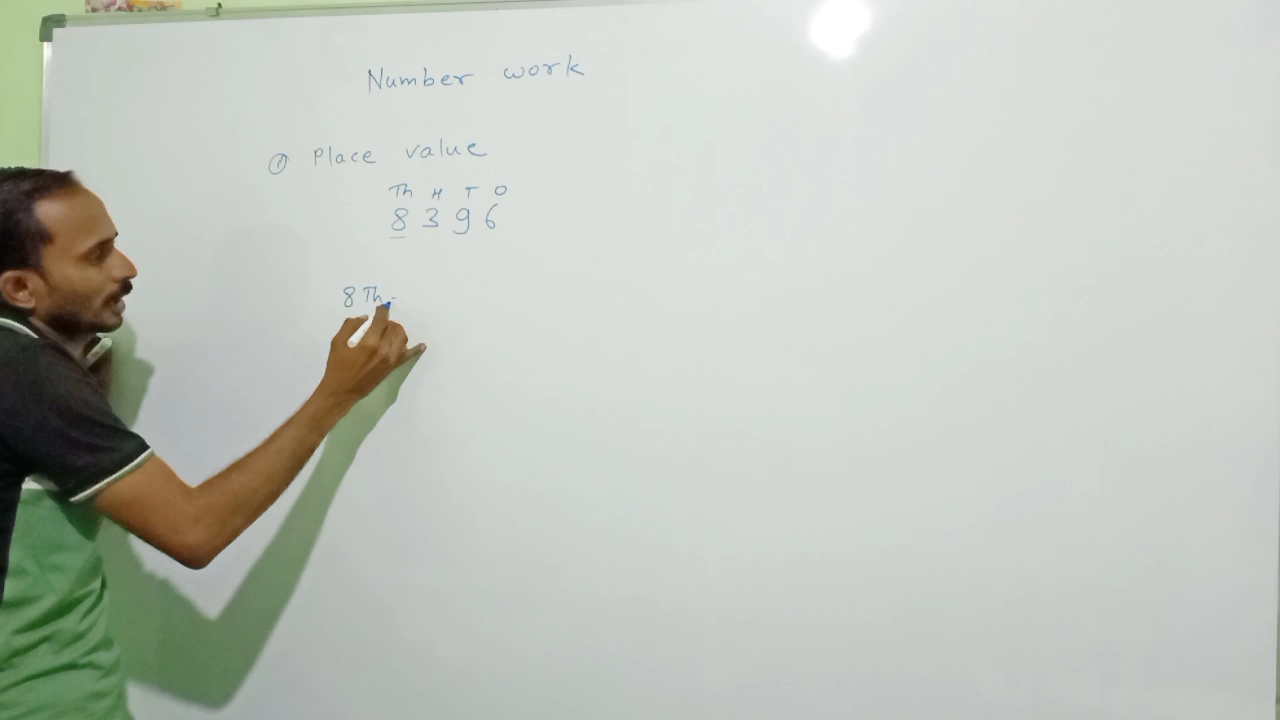 Number work
① Place value
Th H T O
8 3 9 6
8 Th